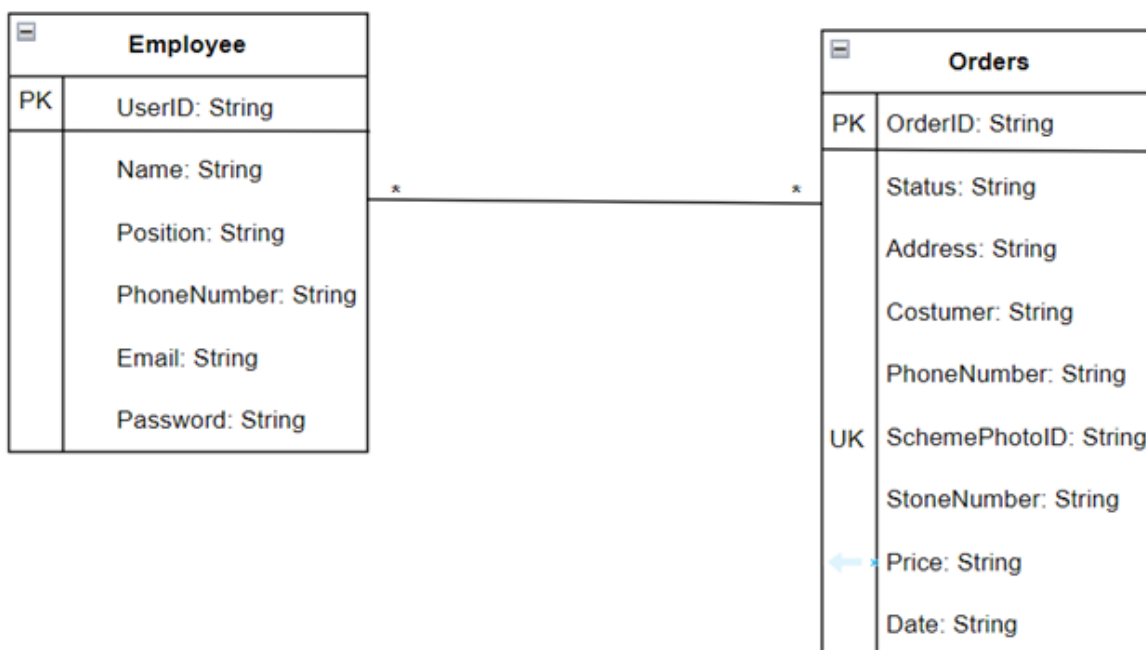 Employee
PK UserID: String
Name: String
Position: String
PhoneNumber: String
Email: String
Password: String
* *
Orders
PK OrderID: String
Status: String
Address: String
Costumer: String
PhoneNumber: String
UK SchemePhotoID: String
StoneNumber: String
Price: String
Date: String